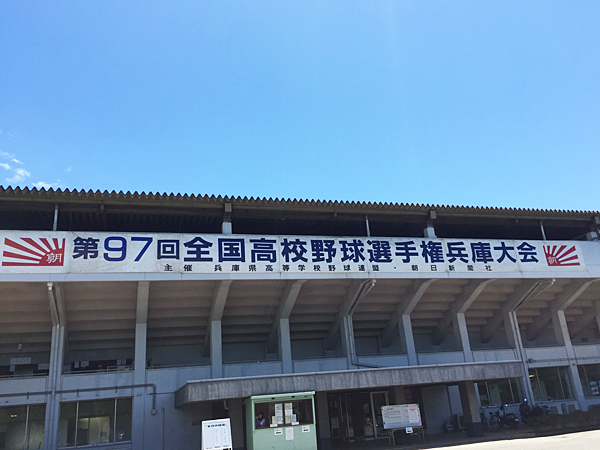 朝 第97回全国高校野球選手権兵庫大会 朝
主催 兵庫県高等学校野球連盟・朝日新聞社